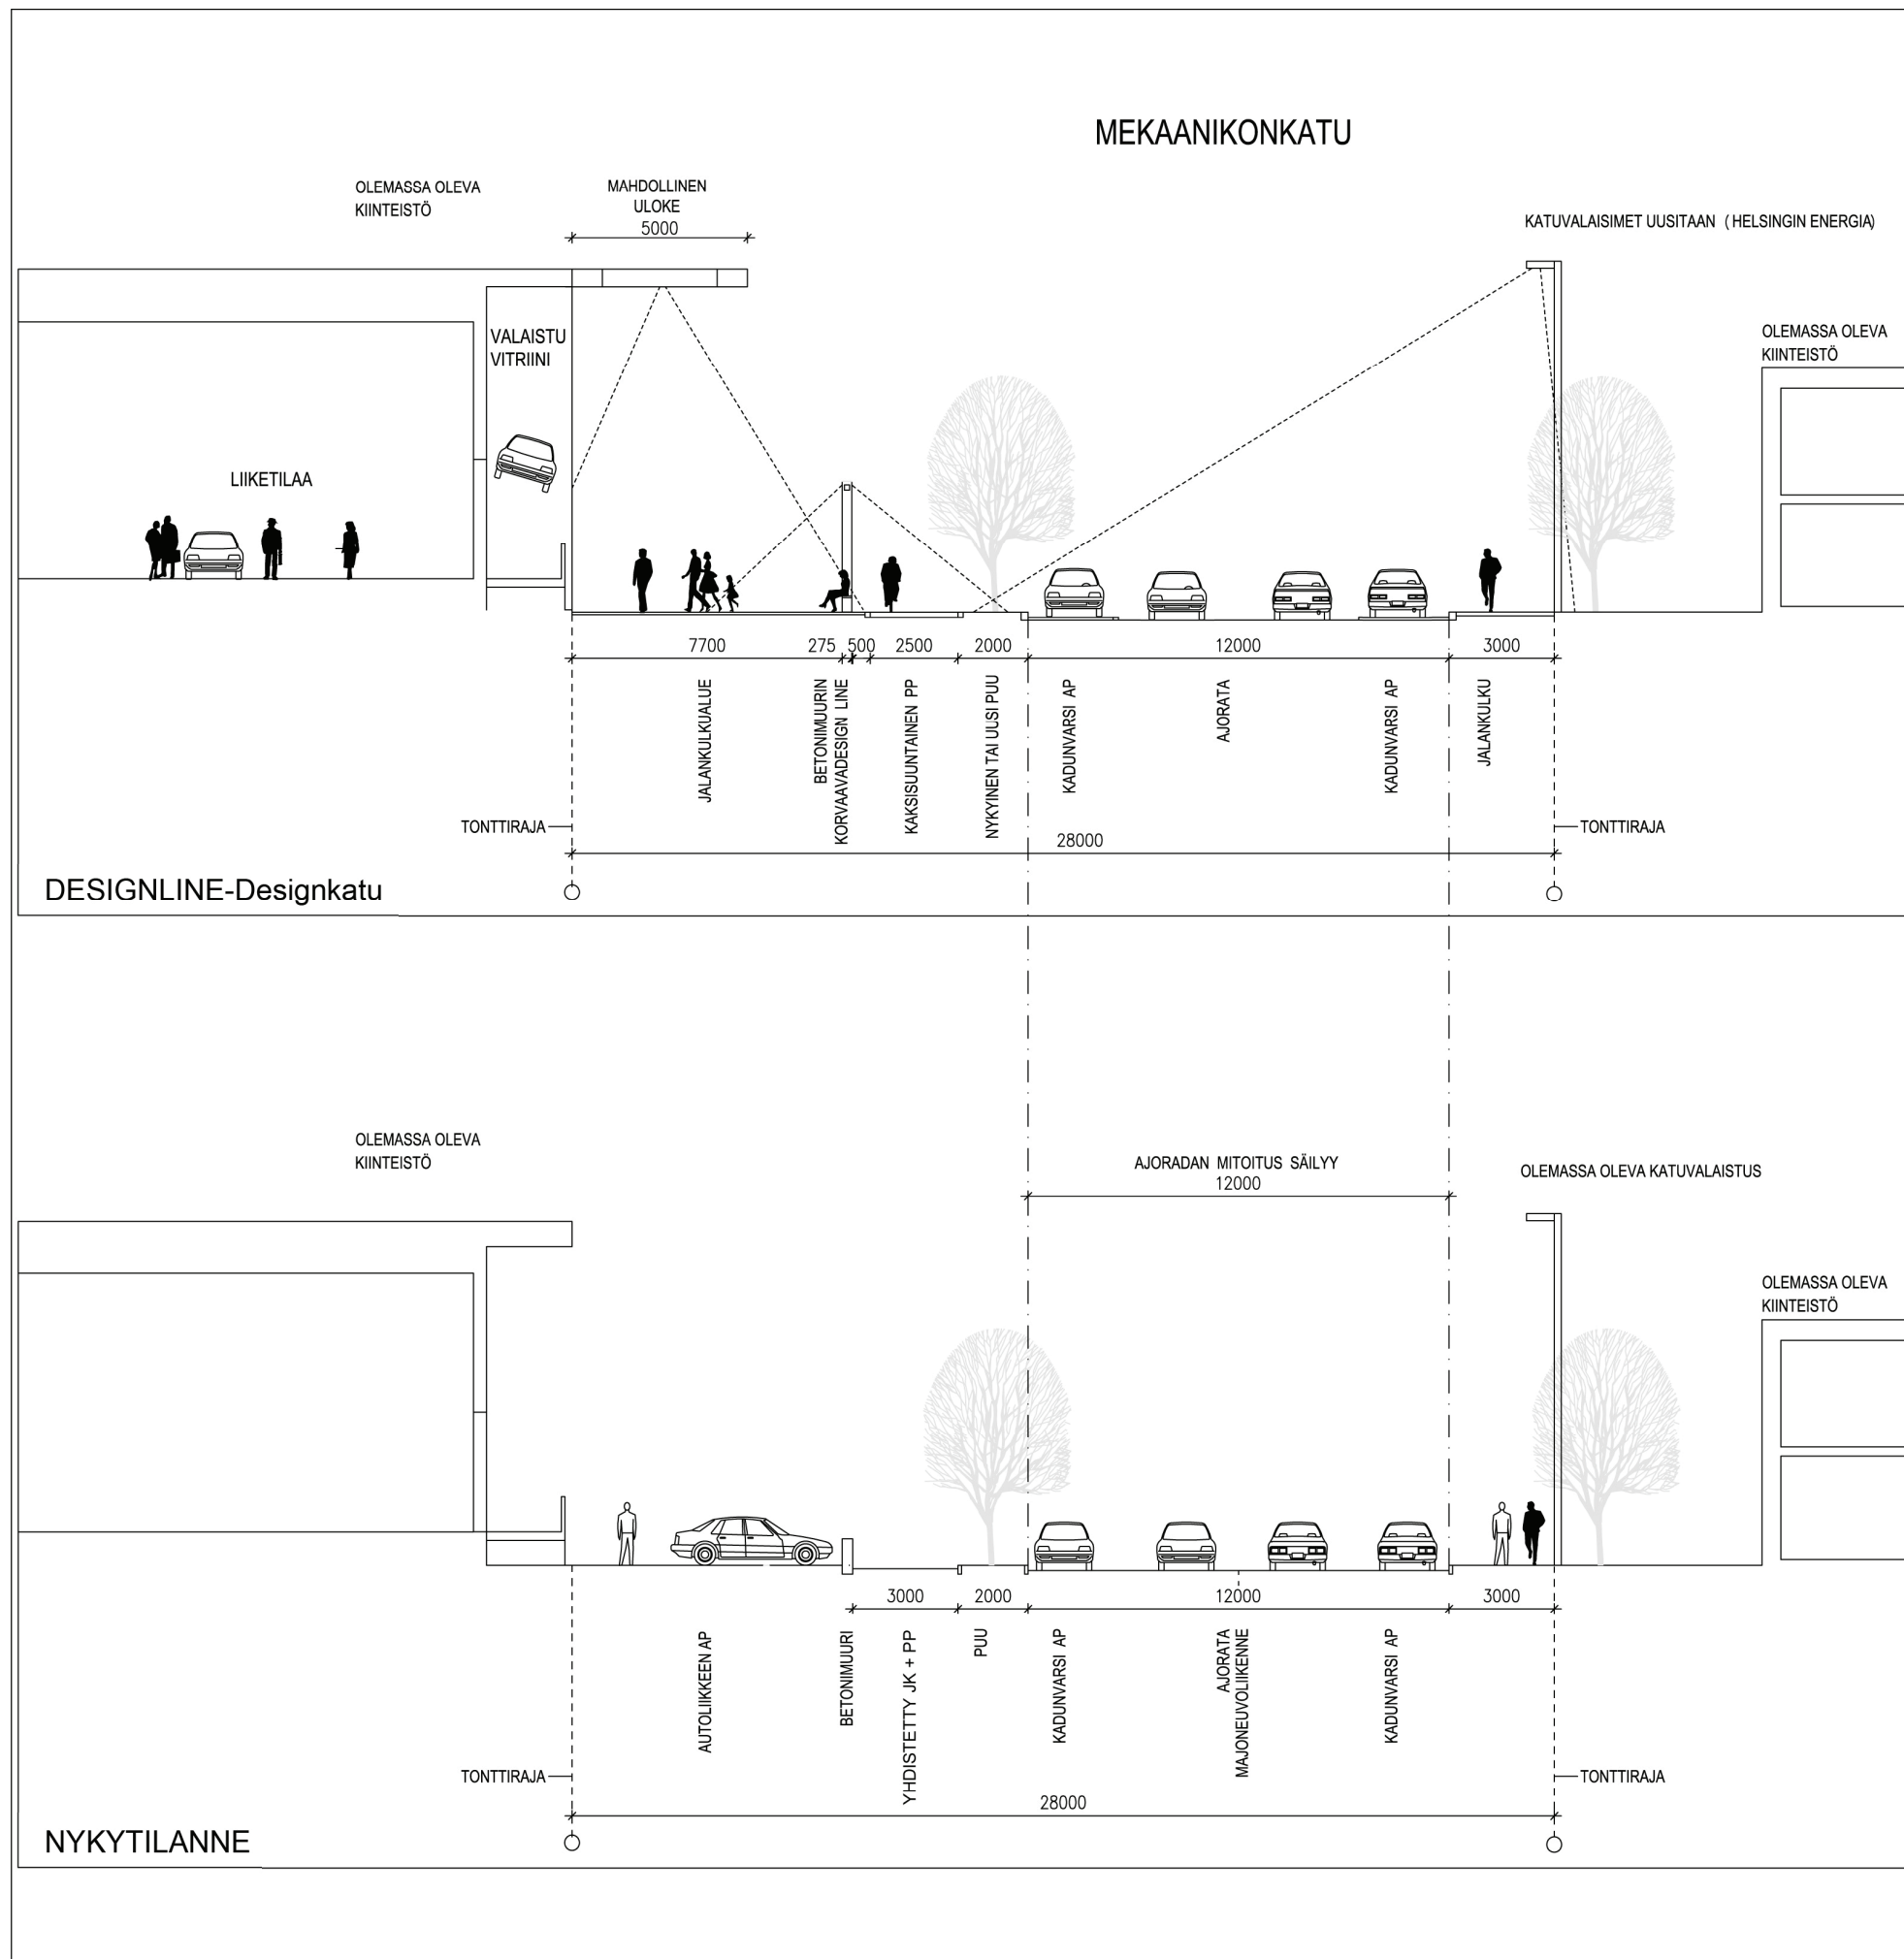 MEKAANIKONKATU
OLEMASSA OLEVA
KIINTEISTÖ
MAHDOLLINEN
ULOKE
5000
KATUVALAISIMET UUSITAAN ( HELSINGIN ENERGIA)
VALAISTU
VITRIINI
OLEMASSA OLEVA
KIINTEISTÖ
LIIKETILAA
7700 275 500 2500 2000 12000 3000
JALANKULKUALUE
BETONIMUURIN
KORVAAVADESIGN LINE
KAKSISUUNTAINEN PP
NYKYINEN TAI UUSI PUU
KADUNVARSI AP
AJORATA
KADUNVARSI AP
JALANKULKU
TONTTIRAJA
TONTTIRAJA
28000
DESIGNLINE-Designkatu
OLEMASSA OLEVA
KIINTEISTÖ
AJORADAN MITOITUS SÄILYY
12000
OLEMASSA OLEVA KATUVALAISTUS
OLEMASSA OLEVA
KIINTEISTÖ
3000 2000 12000 3000
AUTOLIIKKEEN AP
BETONIMUURI
YHDISTETTY JK + PP
PUU
KADUNVARSI AP
AJORATA
MAJONEUVOLIIKENNE
KADUNVARSI AP
TONTTIRAJA
TONTTIRAJA
28000
NYKYTILANNE